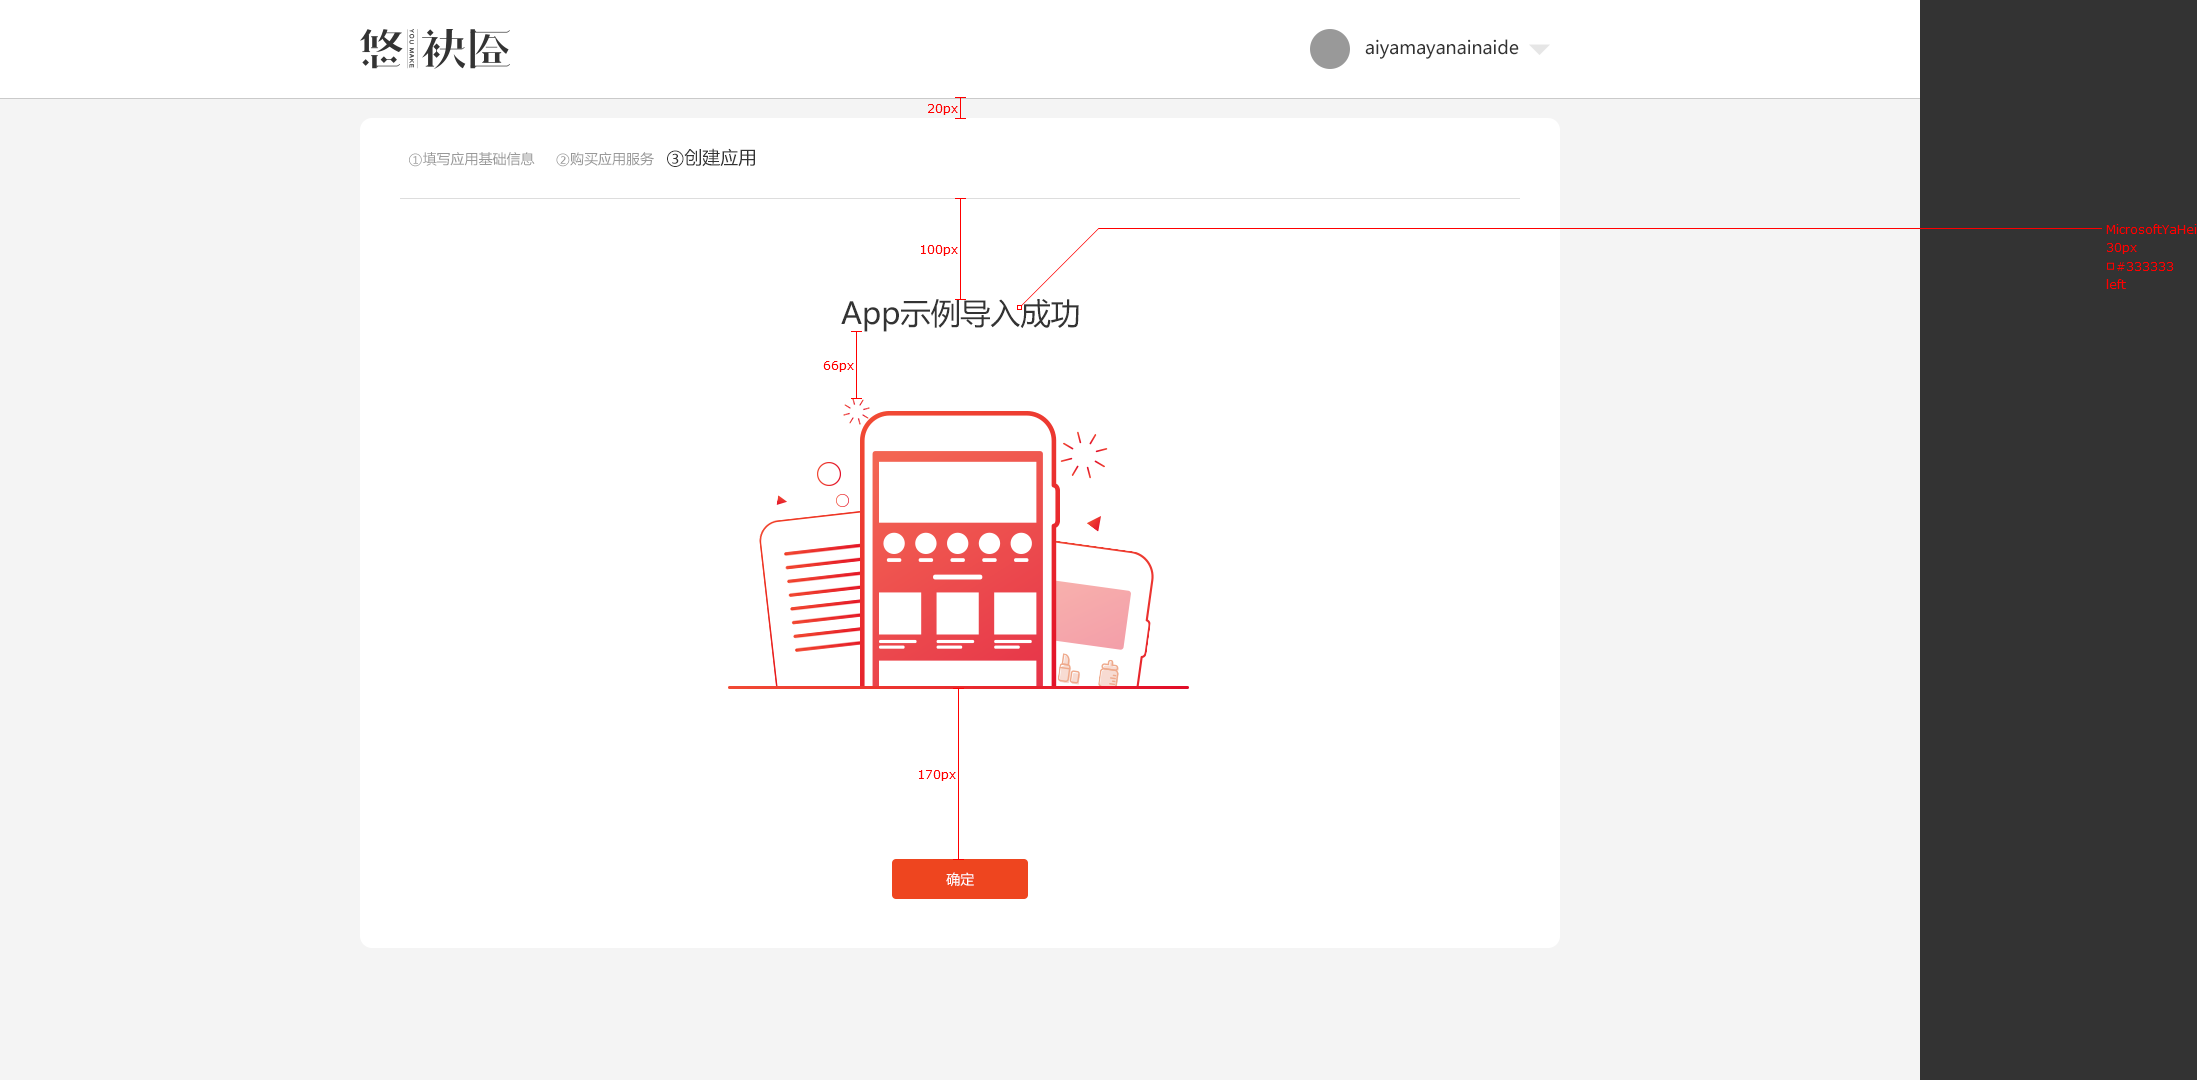 悠 YOU MAKE 袂匼
aiyamayanainaide
20px
①填写应用基础信息 ②购买应用服务 ③创建应用
100px
MicrosoftYaHei
30px
#333333
left
App示例导入成功
66px
170px
确定